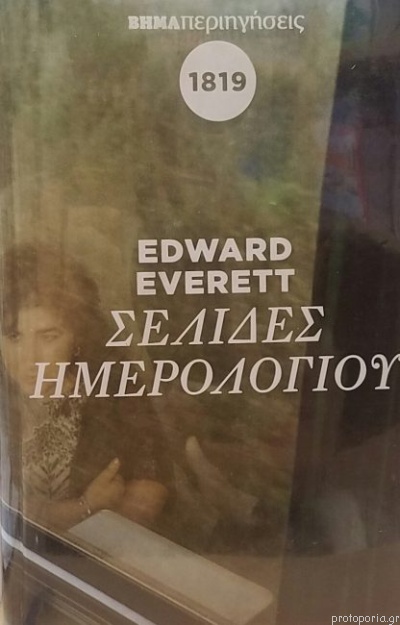 ΒΗΜΑπεριηγήσεις
1819
EDWARD
EVERETT
ΣΕΛΙΔΕΣ
ΗΜΕΡΟΛΟΓΙΟΥ
protoporia.gr